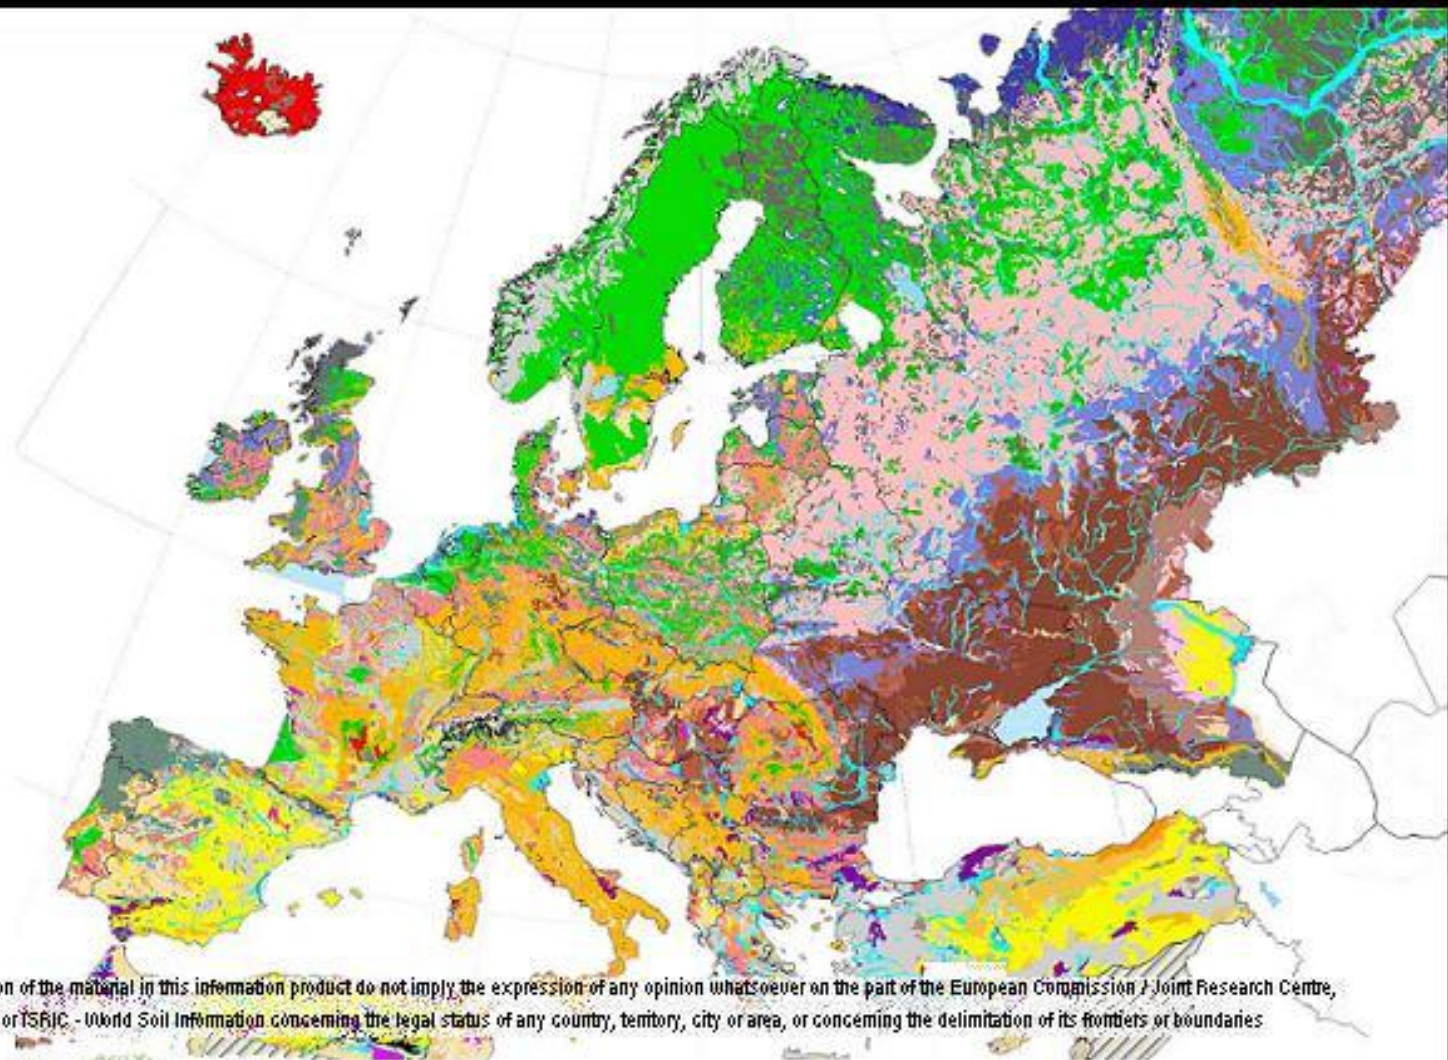 on of the material in this information product do not imply the expression of any opinion whatsoever on the part of the European Commission / Joint Research Centre,
or ISRIC - World Soil Information concerning the legal status of any country, territory, city or area, or concerning the delimitation of its frontiers or boundaries